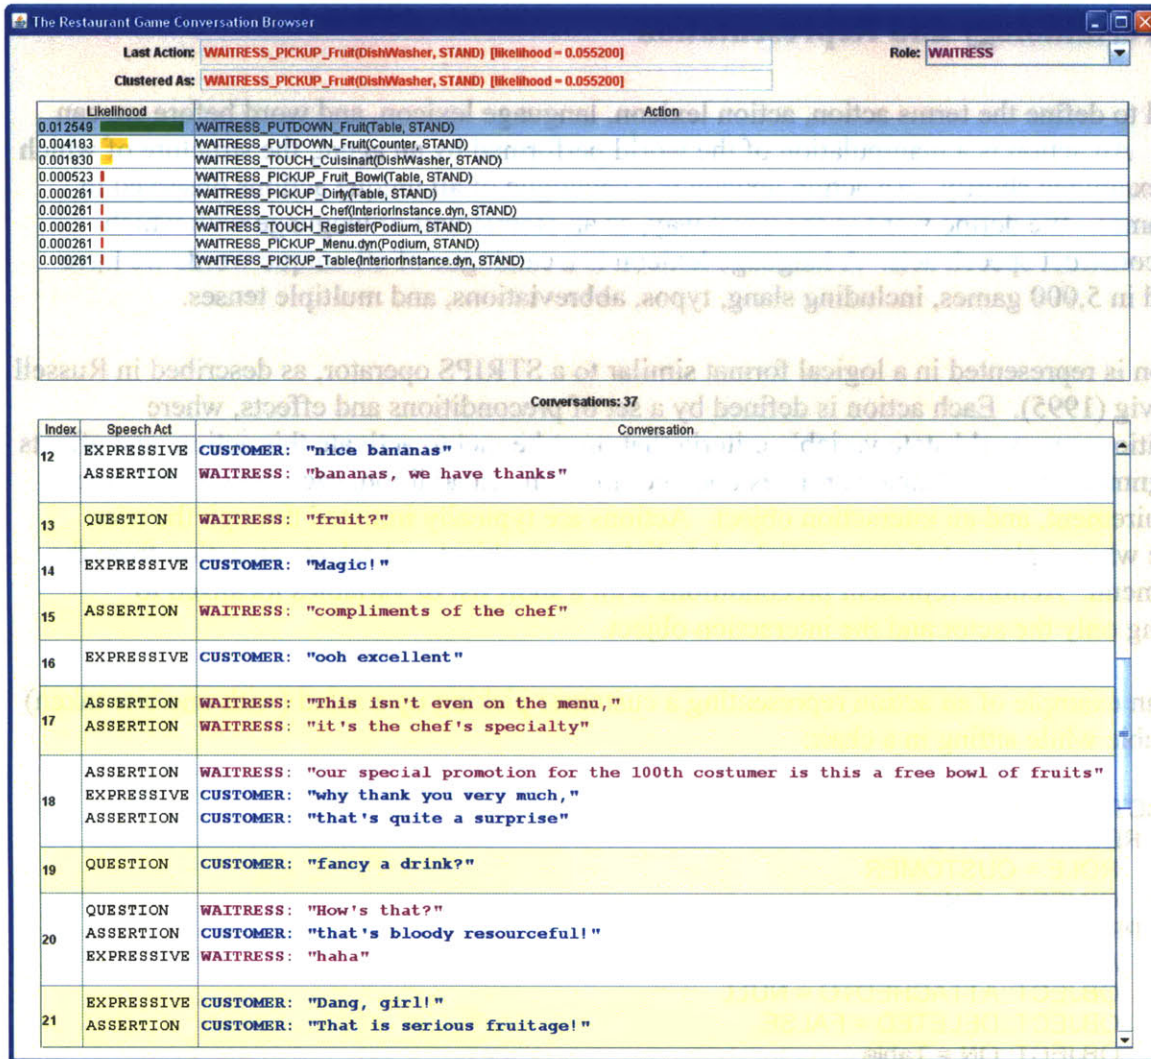 The Restaurant Game Conversation Browser
Last Action: WAITRESS_PICKUP_Fruit(DishWasher, STAND) [likelihood = 0.055200] Role: WAITRESS
Clustered As: WAITRESS_PICKUP_Fruit(DishWasher, STAND) [likelihood = 0.055200]
Likelihood Action
0.012549 WAITRESS_PUTDOWN_Fruit(Table, STAND)
0.004183 WAITRESS_PUTDOWN_Fruit(Counter, STAND)
0.001830 WAITRESS_TOUCH_Cuisinart(DishWasher, STAND)
0.000523 WAITRESS_PICKUP_Fruit_Bowl(Table, STAND)
0.000261 WAITRESS_PICKUP_Dirty(Table, STAND)
0.000261 WAITRESS_TOUCH_Chef(InteriorInstance.dyn, STAND)
0.000261 WAITRESS_TOUCH_Register(Podium, STAND)
0.000261 WAITRESS_PICKUP_Menu.dyn(Podium, STAND)
0.000261 WAITRESS_PICKUP_Table(InteriorInstance.dyn, STAND)
Conversations: 37
Index Speech Act Conversation
12 EXPRESSIVE CUSTOMER: "nice bananas"
ASSERTION WAITRESS: "bananas, we have thanks"
13 QUESTION WAITRESS: "fruit?"
14 EXPRESSIVE CUSTOMER: "Magic!"
15 ASSERTION WAITRESS: "compliments of the chef"
16 EXPRESSIVE CUSTOMER: "ooh excellent"
17 ASSERTION WAITRESS: "This isn't even on the menu,"
ASSERTION WAITRESS: "it's the chef's specialty"
18 ASSERTION WAITRESS: "our special promotion for the 100th costumer is this a free bowl of fruits"
EXPRESSIVE CUSTOMER: "why thank you very much,"
ASSERTION CUSTOMER: "that's quite a surprise"
19 QUESTION CUSTOMER: "fancy a drink?"
20 QUESTION WAITRESS: "How's that?"
ASSERTION CUSTOMER: "that's bloody resourceful!"
EXPRESSIVE WAITRESS: "haha"
21 EXPRESSIVE CUSTOMER: "Dang, girl!"
ASSERTION CUSTOMER: "That is serious fruitage!"